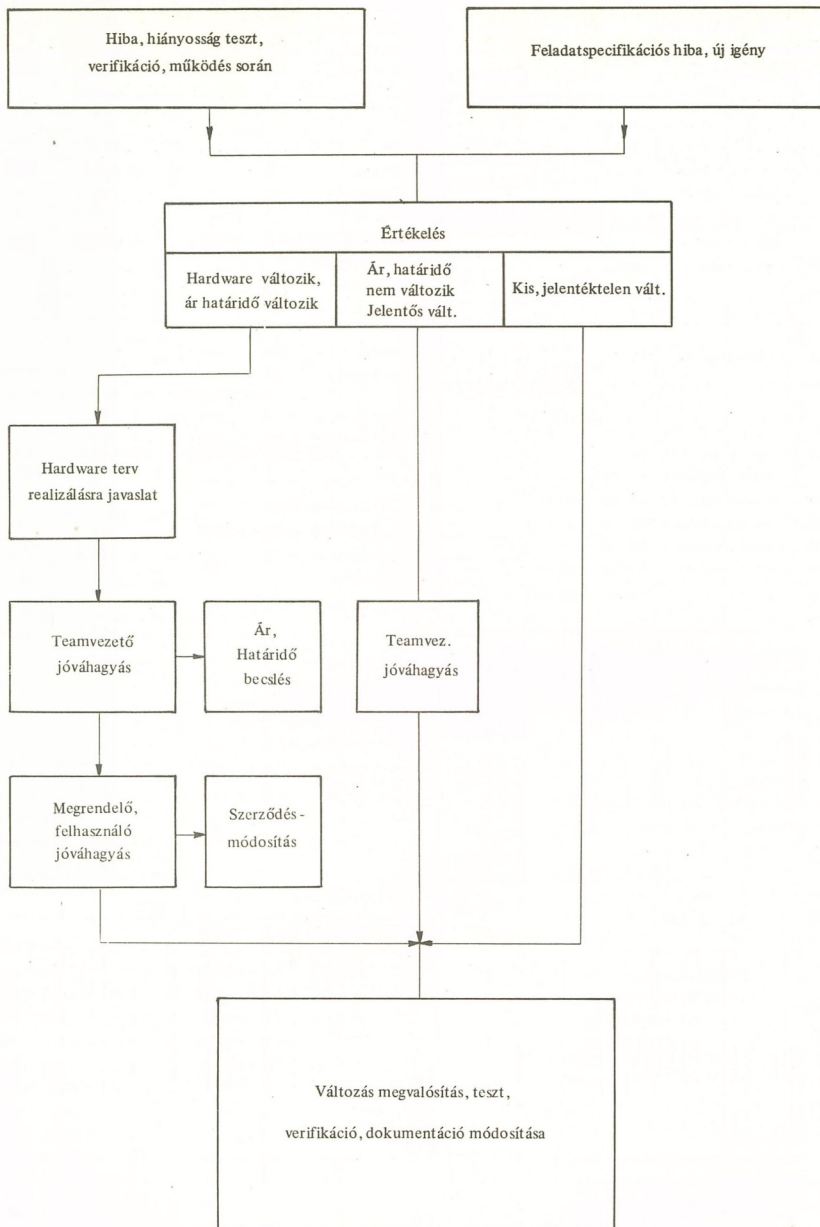 Hiba, hiányosság teszt,
verifikáció, működés során
Feladatspecifikációs hiba, új igény
Értékelés
Hardware változik,
ár határidő változik
Ár, határidő
nem változik
Jelentős vált.
Kis, jelentéktelen vált.
Hardware terv
realizálásra javaslat
Teamvezető
jóváhagyás
Ár,
Határidő
becslés
Teamvez.
jóváhagyás
Megrendelő,
felhasználó
jóváhagyás
Szerződés-
módosítás
Változás megvalósítás, teszt,
verifikáció, dokumentáció módosítása